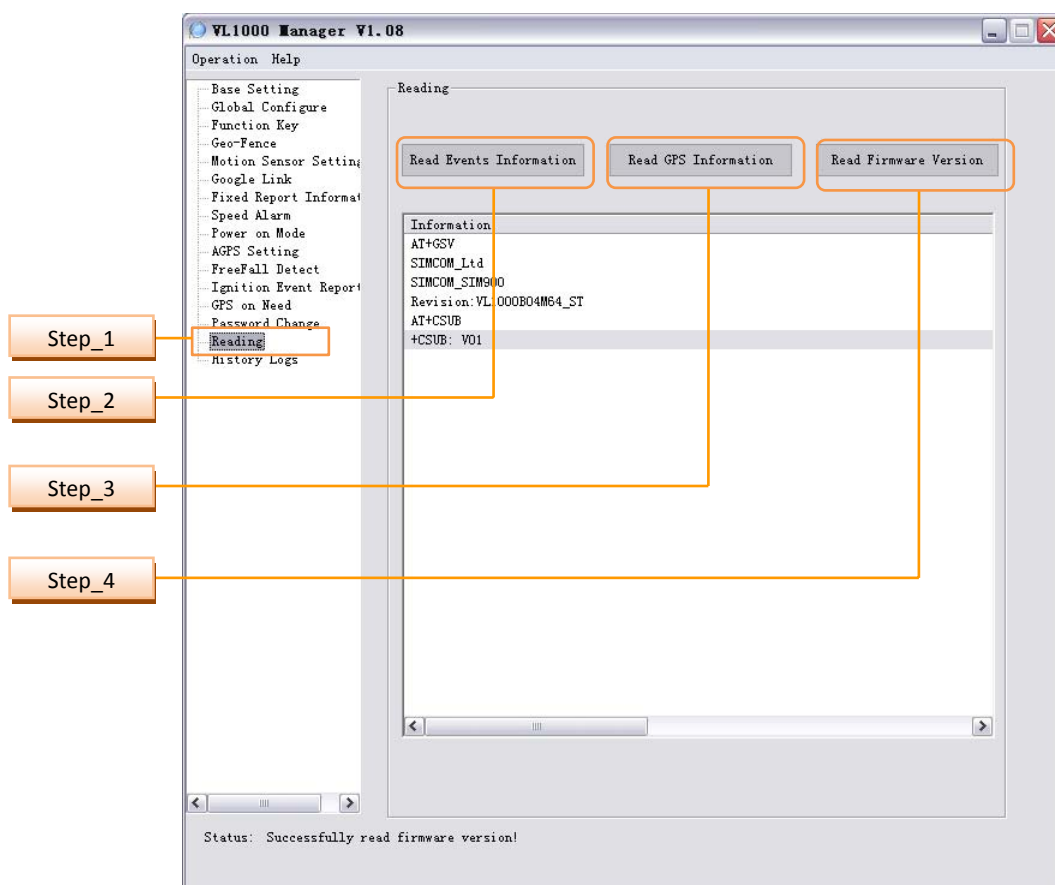 VL1000 Manager V1.08
Operation Help
Base Setting
Global Configure
Function Key
Geo-Fence
Motion Sensor Setting
Google Link
Fixed Report Informat
Speed Alarm
Power on Mode
AGPS Setting
FreeFall Detect
Ignition Event Report
GPS on Need
Password Change
Reading
History Logs
Reading
Read Events Information
Read GPS Information
Read Firmware Version
Information
AT+GSV
SIMCOM_Ltd
SIMCOM_SIM900
Revision:VL1000B04M64_ST
AT+CSUB
+CSUB: V01
Step_1
Step_2
Step_3
Step_4
Status: Successfully read firmware version!